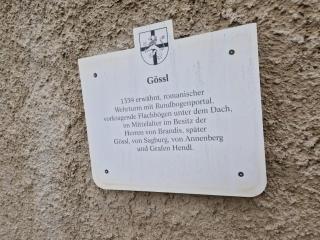 Gössl
1359 erwähnt, romanischer
Wehrturm mit Rundbogenportal,
vorkragende Flachbögen unter dem Dach,
im Mittelalter im Besitz der
Herren von Brandis, später
Gössl, von Sagburg, von Annenberg
und Grafen Hendl.